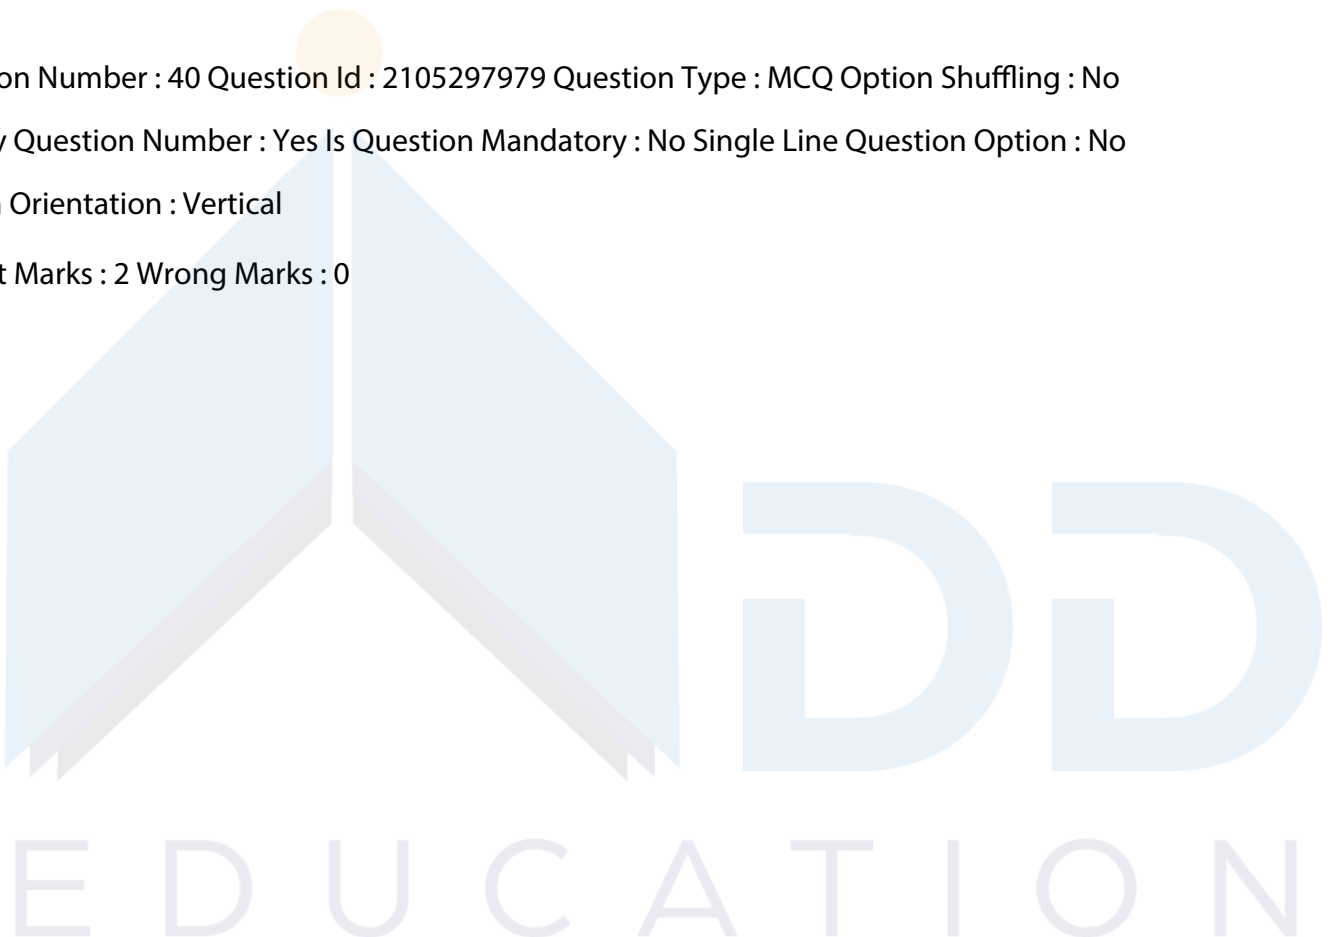 on Number : 40 Question Id : 2105297979 Question Type : MCQ Option Shuffling : No
y Question Number : Yes Is Question Mandatory : No Single Line Question Option : No
n Orientation : Vertical
t Marks : 2 Wrong Marks : 0
DD
EDUCATION